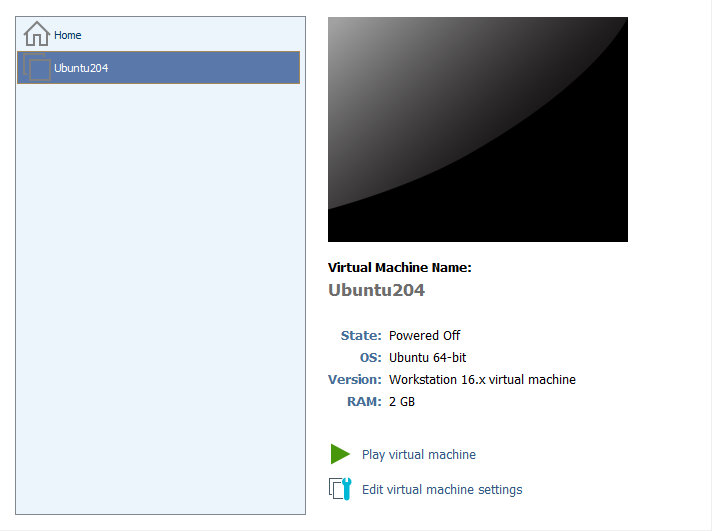 Home
Ubuntu204
Virtual Machine Name:
Ubuntu204
State: Powered Off
OS: Ubuntu 64-bit
Version: Workstation 16.x virtual machine
RAM: 2 GB
Play virtual machine
Edit virtual machine settings